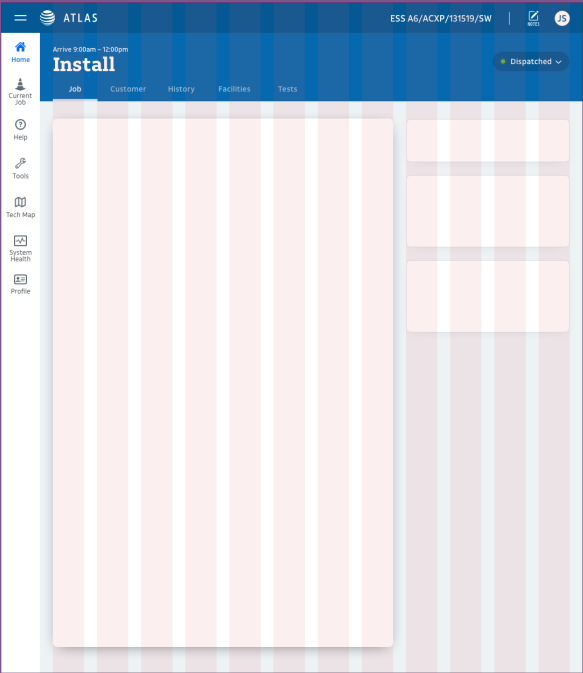 ATLAS
ESS A6/ACXP/131519/SW
NOTES
JS
Arrive 9:00am - 12:00pm
Install
Dispatched
Job
Customer
History
Facilities
Tests
Home
Current
Job
Help
Tools
Tech Map
System
Health
Profile